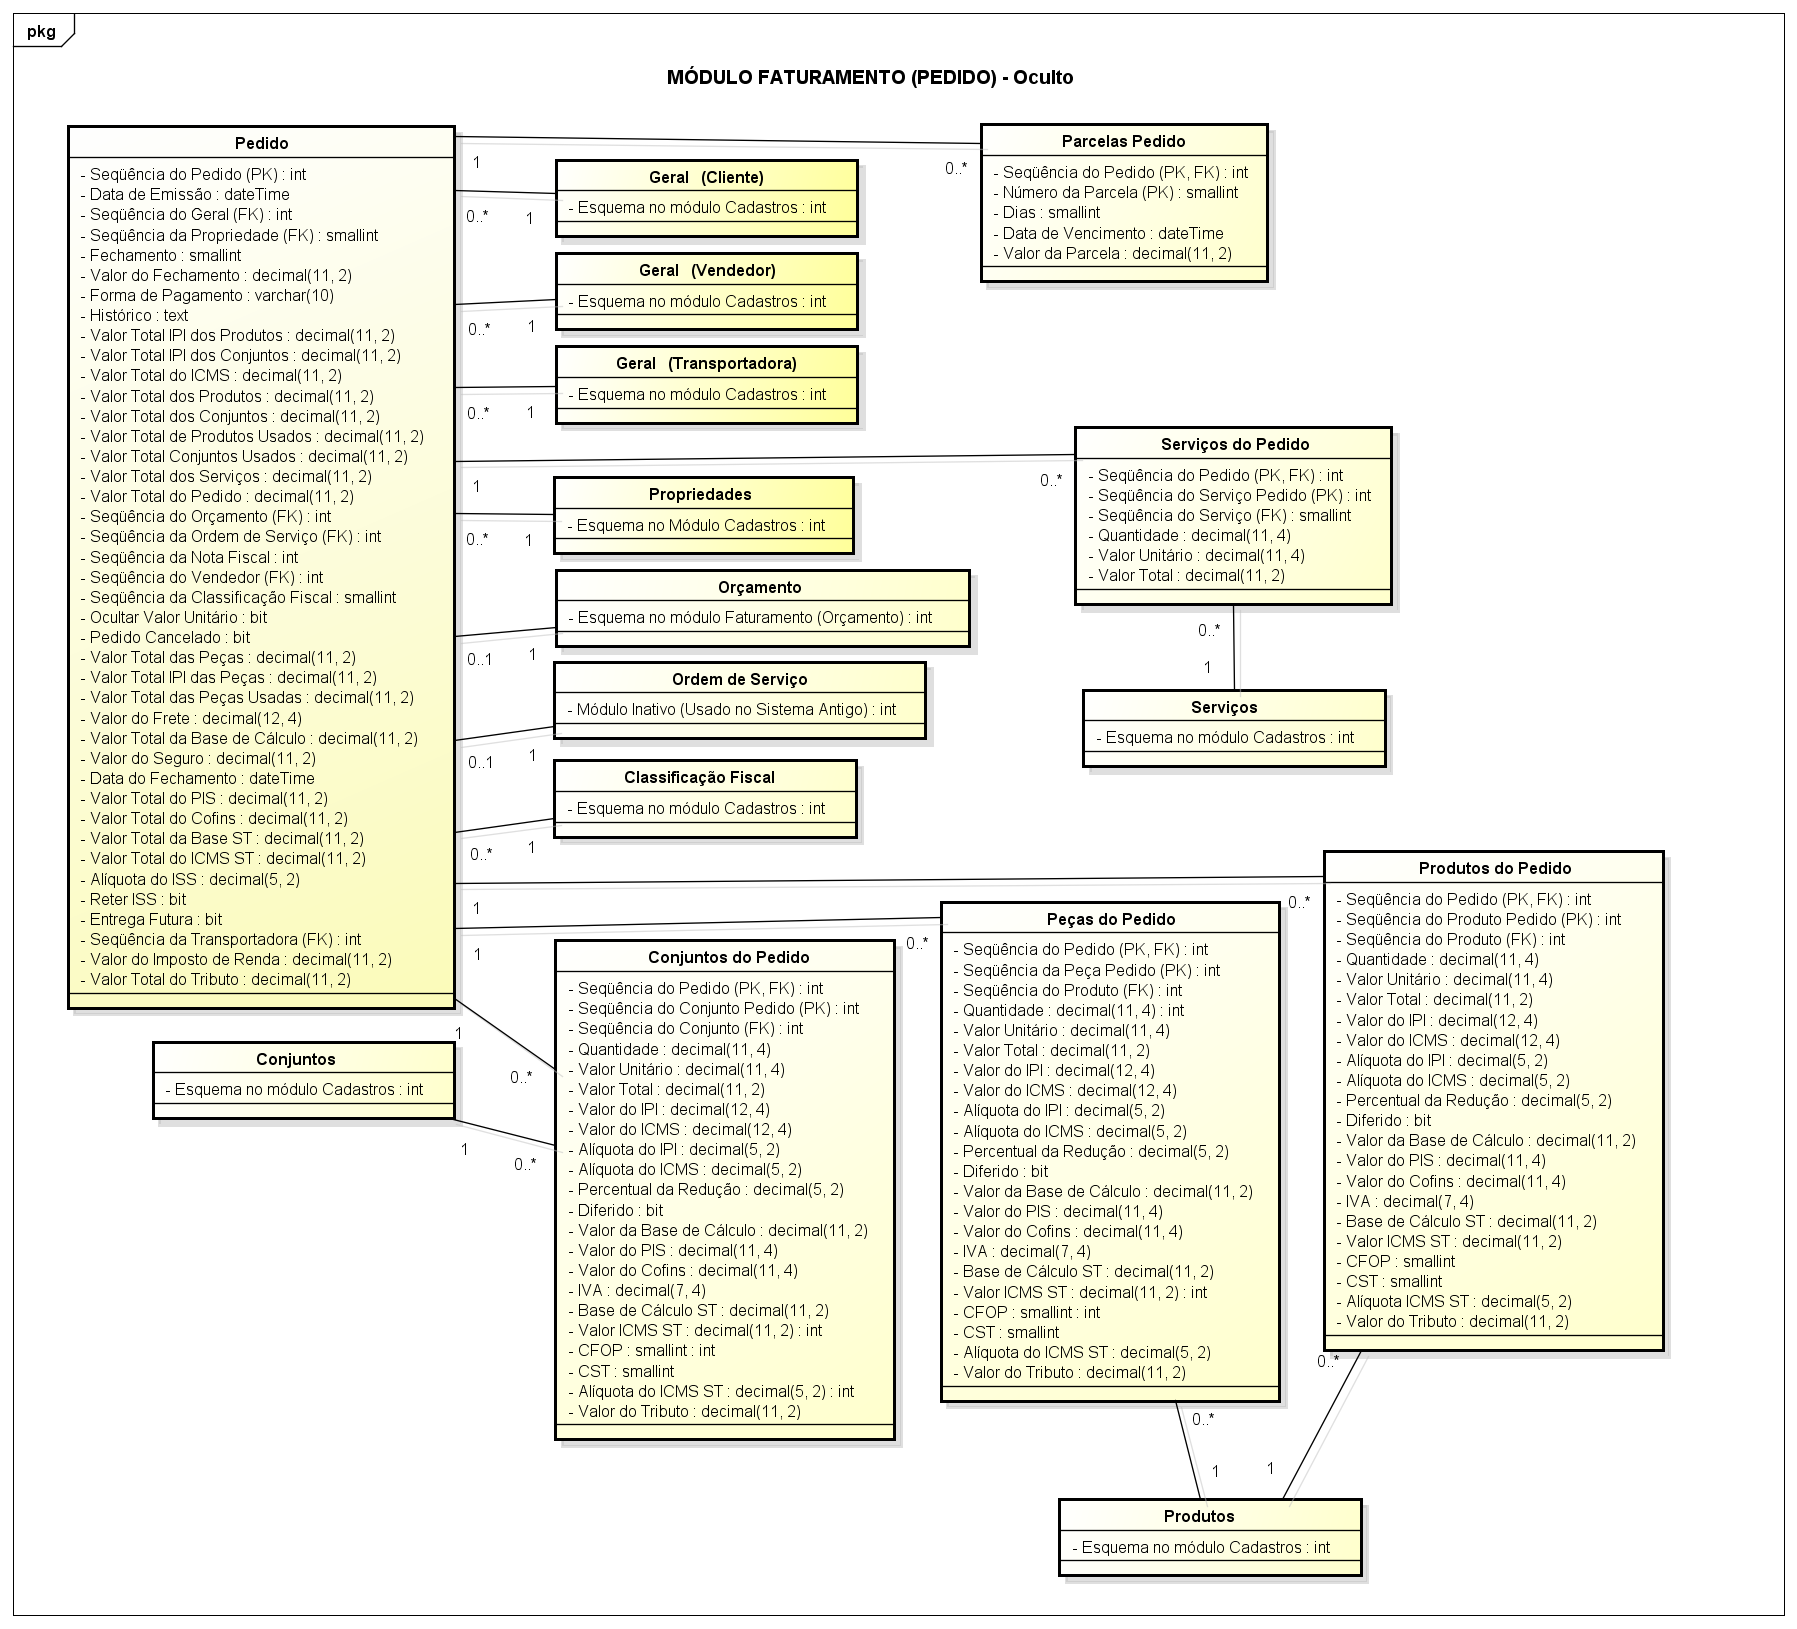 pkg
MÓDULO FATURAMENTO (PEDIDO) - Oculto
Pedido
- Seqüência do Pedido (PK) : int
- Data de Emissão : dateTime
- Seqüência do Geral (FK) : int
- Seqüência da Propriedade (FK) : smallint
- Fechamento : smallint
- Valor do Fechamento : decimal(11, 2)
- Forma de Pagamento : varchar(10)
- Histórico : text
- Valor Total IPI dos Produtos : decimal(11, 2)
- Valor Total IPI dos Conjuntos : decimal(11, 2)
- Valor Total do ICMS : decimal(11, 2)
- Valor Total dos Produtos : decimal(11, 2)
- Valor Total dos Conjuntos : decimal(11, 2)
- Valor Total de Produtos Usados : decimal(11, 2)
- Valor Total Conjuntos Usados : decimal(11, 2)
- Valor Total dos Serviços : decimal(11, 2)
- Valor Total do Pedido : decimal(11, 2)
- Seqüência do Orçamento (FK) : int
- Seqüência da Ordem de Serviço (FK) : int
- Seqüência da Nota Fiscal : int
- Seqüência do Vendedor (FK) : int
- Seqüência da Classificação Fiscal : smallint
- Ocultar Valor Unitário : bit
- Pedido Cancelado : bit
- Valor Total das Peças : decimal(11, 2)
- Valor Total IPI das Peças : decimal(11, 2)
- Valor Total das Peças Usadas : decimal(11, 2)
- Valor do Frete : decimal(12, 4)
- Valor Total da Base de Cálculo : decimal(11, 2)
- Valor do Seguro : decimal(11, 2)
- Data do Fechamento : dateTime
- Valor Total do PIS : decimal(11, 2)
- Valor Total do Cofins : decimal(11, 2)
- Valor Total da Base ST : decimal(11, 2)
- Valor Total do ICMS ST : decimal(11, 2)
- Alíquota do ISS : decimal(5, 2)
- Reter ISS : bit
- Entrega Futura : bit
- Seqüência da Transportadora (FK) : int
- Valor do Imposto de Renda : decimal(11, 2)
- Valor Total do Tributo : decimal(11, 2)
1
0..*
Parcelas Pedido
- Seqüência do Pedido (PK, FK) : int
- Número da Parcela (PK) : smallint
- Dias : smallint
- Data de Vencimento : dateTime
- Valor da Parcela : decimal(11, 2)
0..*
1
Geral (Cliente)
- Esquema no módulo Cadastros : int
0..*
1
Geral (Vendedor)
- Esquema no módulo Cadastros : int
0..*
1
Geral (Transportadora)
- Esquema no módulo Cadastros : int
1
0..*
Serviços do Pedido
- Seqüência do Pedido (PK, FK) : int
- Seqüência do Serviço Pedido (PK) : int
- Seqüência do Serviço (FK) : smallint
- Quantidade : decimal(11, 4)
- Valor Unitário : decimal(11, 4)
- Valor Total : decimal(11, 2)
0..*
1
Serviços
- Esquema no módulo Cadastros : int
0..*
1
Propriedades
- Esquema no Módulo Cadastros : int
0..1
1
Orçamento
- Esquema no módulo Faturamento (Orçamento) : int
0..1
1
Ordem de Serviço
- Módulo Inativo (Usado no Sistema Antigo) : int
0..*
1
Classificação Fiscal
- Esquema no módulo Cadastros : int
1
0..*
Produtos do Pedido
- Seqüência do Pedido (PK, FK) : int
- Seqüência do Produto Pedido (PK) : int
- Seqüência do Produto (FK) : int
- Quantidade : decimal(11, 4)
- Valor Unitário : decimal(11, 4)
- Valor Total : decimal(11, 2)
- Valor do IPI : decimal(12, 4)
- Valor do ICMS : decimal(12, 4)
- Alíquota do IPI : decimal(5, 2)
- Alíquota do ICMS : decimal(5, 2)
- Percentual da Redução : decimal(5, 2)
- Diferido : bit
- Valor da Base de Cálculo : decimal(11, 2)
- Valor do PIS : decimal(11, 4)
- Valor do Cofins : decimal(11, 4)
- IVA : decimal(7, 4)
- Base de Cálculo ST : decimal(11, 2)
- Valor ICMS ST : decimal(11, 2)
- CFOP : smallint
- CST : smallint
- Alíquota ICMS ST : decimal(5, 2)
- Valor do Tributo : decimal(11, 2)
1
0..*
Peças do Pedido
- Seqüência do Pedido (PK, FK) : int
- Seqüência da Peça Pedido (PK) : int
- Seqüência do Produto (FK) : int
- Quantidade : decimal(11, 4) : int
- Valor Unitário : decimal(11, 4)
- Valor Total : decimal(11, 2)
- Valor do IPI : decimal(12, 4)
- Valor do ICMS : decimal(12, 4)
- Alíquota do IPI : decimal(5, 2)
- Alíquota do ICMS : decimal(5, 2)
- Percentual da Redução : decimal(5, 2)
- Diferido : bit
- Valor da Base de Cálculo : decimal(11, 2)
- Valor do PIS : decimal(11, 4)
- Valor do Cofins : decimal(11, 4)
- IVA : decimal(7, 4)
- Base de Cálculo ST : decimal(11, 2)
- Valor ICMS ST : decimal(11, 2) : int
- CFOP : smallint : int
- CST : smallint
- Alíquota do ICMS ST : decimal(5, 2)
- Valor do Tributo : decimal(11, 2)
1
0..*
Conjuntos do Pedido
- Seqüência do Pedido (PK, FK) : int
- Seqüência do Conjunto Pedido (PK) : int
- Seqüência do Conjunto (FK) : int
- Quantidade : decimal(11, 4)
- Valor Unitário : decimal(11, 4)
- Valor Total : decimal(11, 2)
- Valor do IPI : decimal(12, 4)
- Valor do ICMS : decimal(12, 4)
- Alíquota do IPI : decimal(5, 2)
- Alíquota do ICMS : decimal(5, 2)
- Percentual da Redução : decimal(5, 2)
- Diferido : bit
- Valor da Base de Cálculo : decimal(11, 2)
- Valor do PIS : decimal(11, 4)
- Valor do Cofins : decimal(11, 4)
- IVA : decimal(7, 4)
- Base de Cálculo ST : decimal(11, 2)
- Valor ICMS ST : decimal(11, 2) : int
- CFOP : smallint : int
- CST : smallint
- Alíquota do ICMS ST : decimal(5, 2) : int
- Valor do Tributo : decimal(11, 2)
Conjuntos
- Esquema no módulo Cadastros : int
1
0..*
0..*
1
0..*
1
Produtos
- Esquema no módulo Cadastros : int